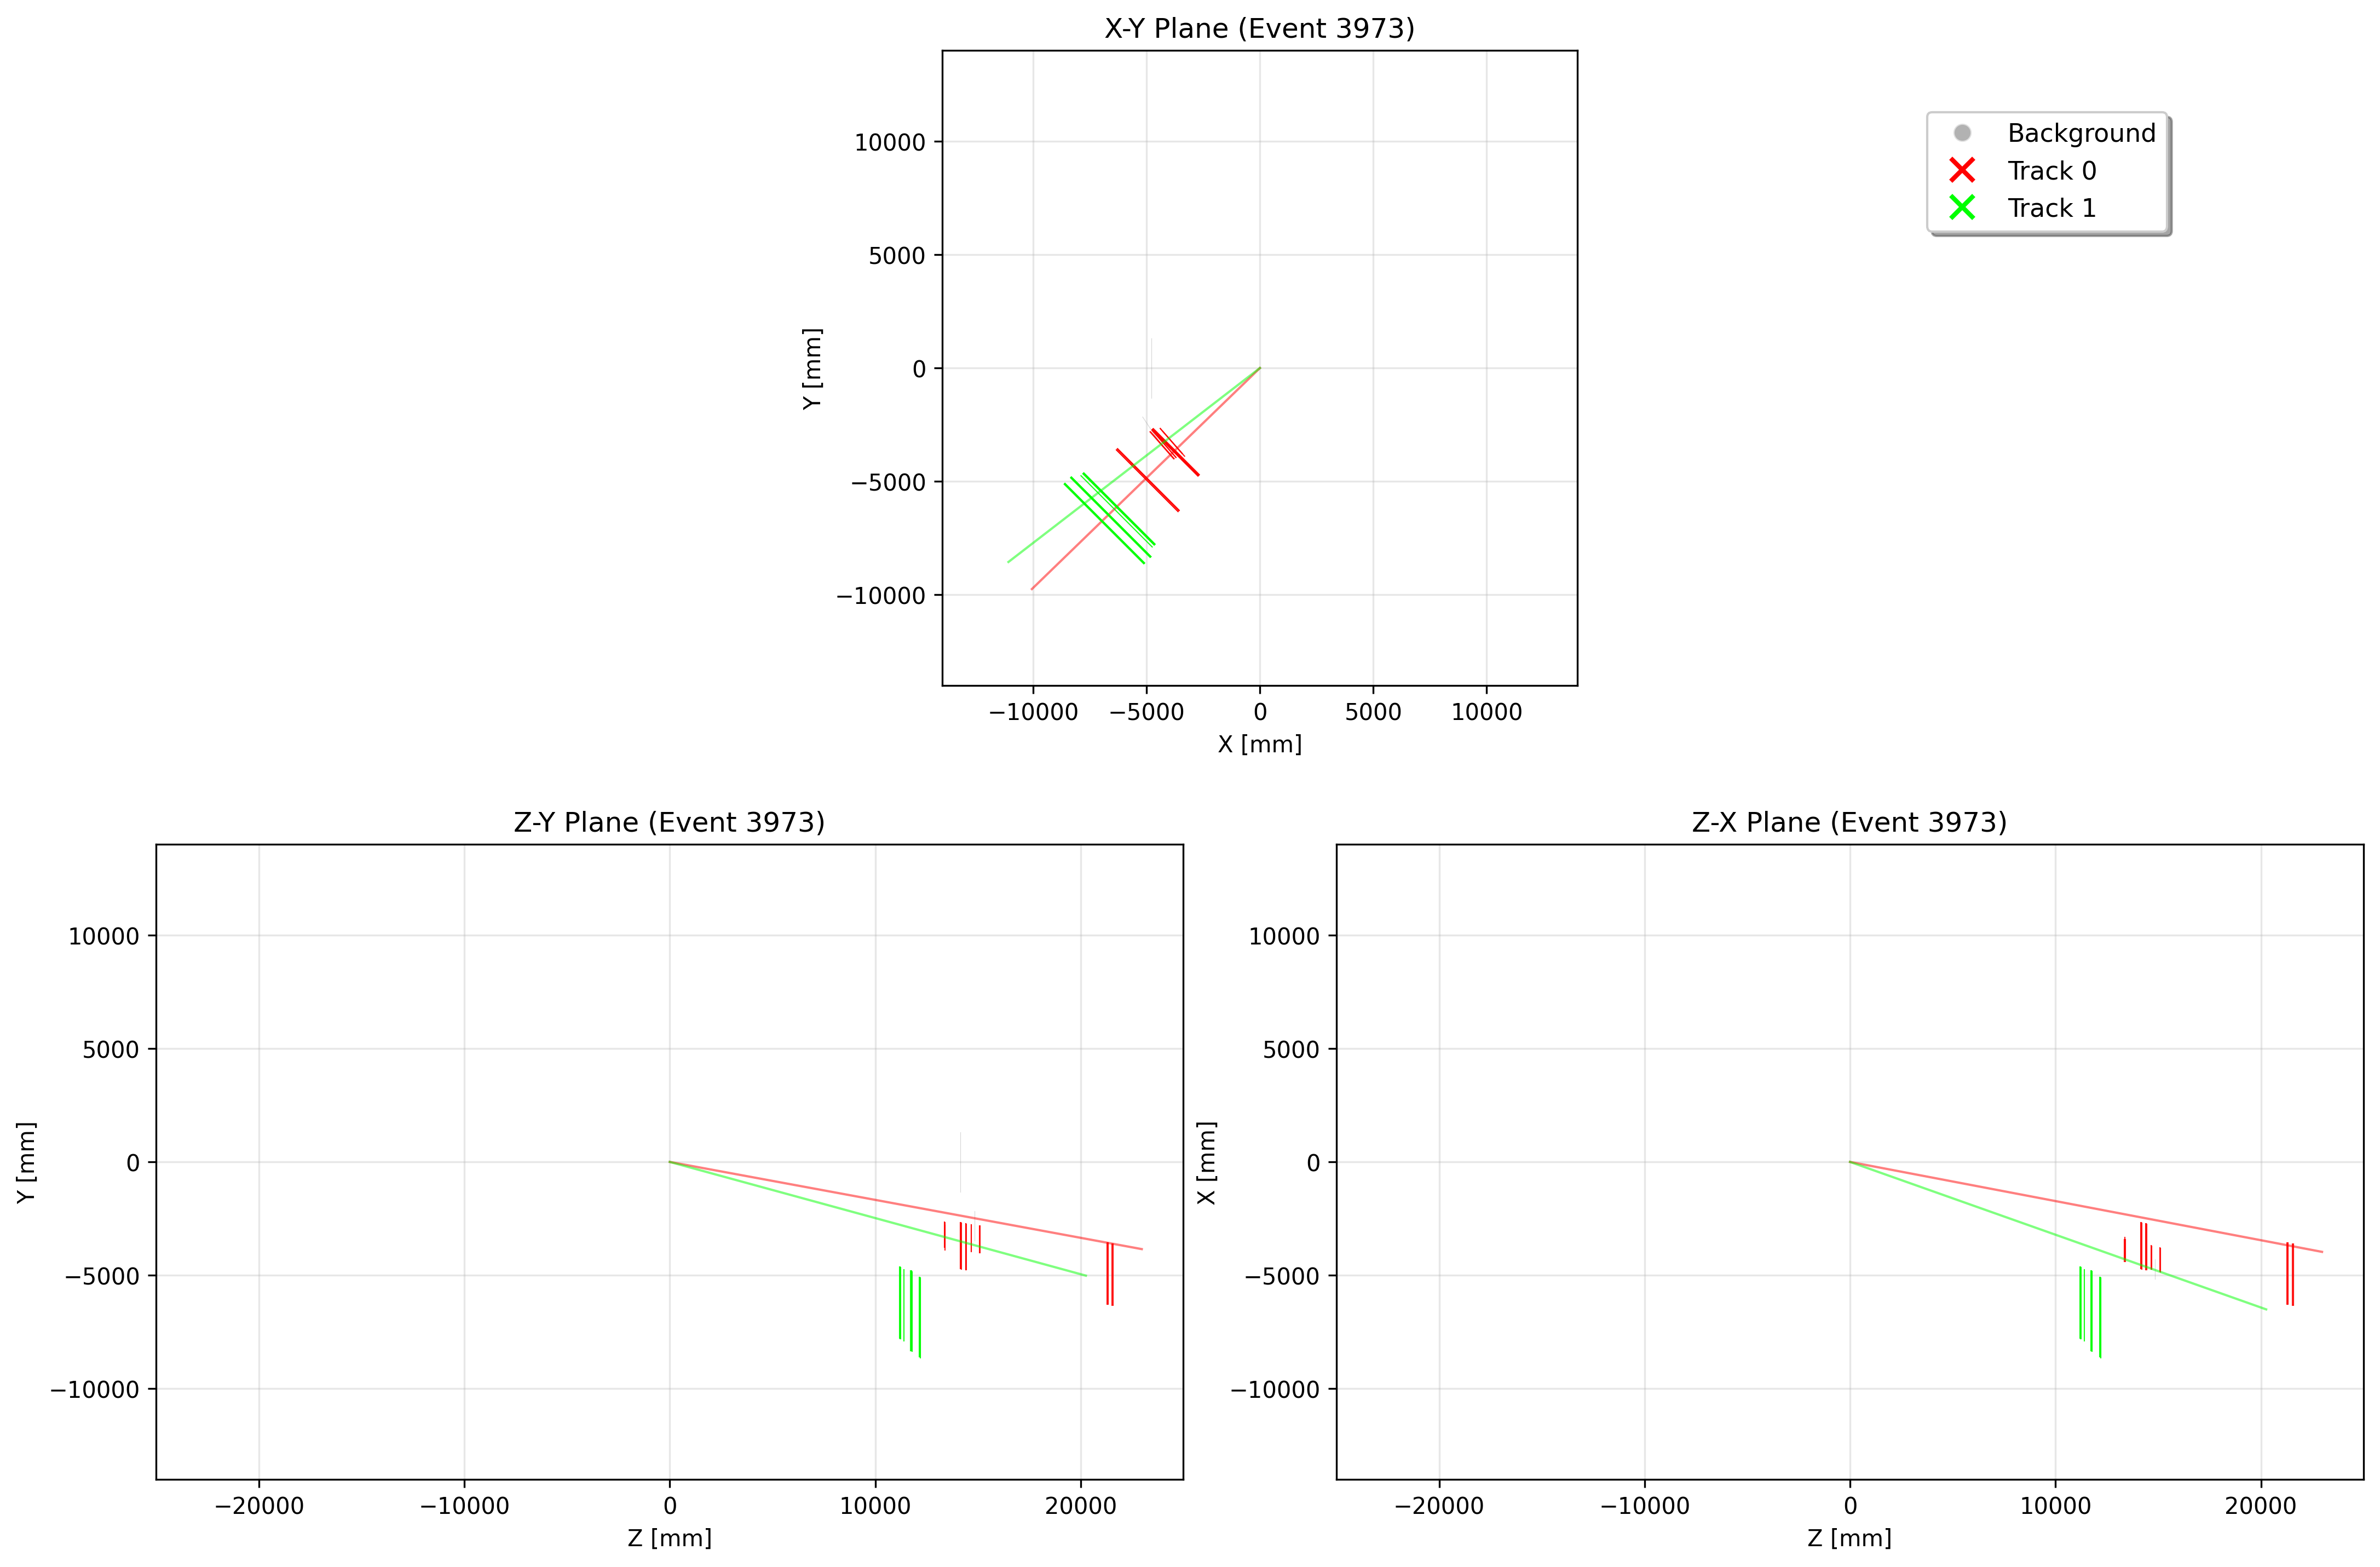 X-Y Plane (Event 3973)
10000
5000
0
−5000
−10000
Y [mm]
−10000 −5000 0 5000 10000
X [mm]
Background
Track 0
Track 1
Z-Y Plane (Event 3973)
10000
5000
0
−5000
−10000
Y [mm]
−20000 −10000 0 10000 20000
Z [mm]
Z-X Plane (Event 3973)
10000
5000
0
−5000
−10000
X [mm]
−20000 −10000 0 10000 20000
Z [mm]